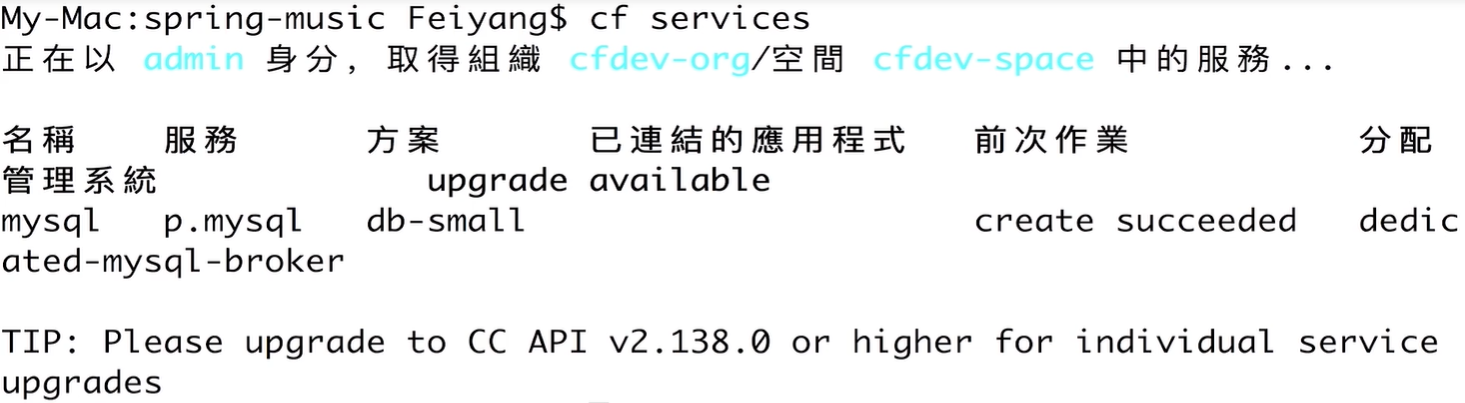 My-Mac:spring-music Feiyang$ cf services
正在以 admin 身分, 取得組織 cfdev-org/空間 cfdev-space 中的服務...
名稱 服務 方案 已連結的應用程式 前次作業 分配
管理系統 upgrade available
mysql p.mysql db-small create succeeded dedic
ated-mysql-broker
TIP: Please upgrade to CC API v2.138.0 or higher for individual service
upgrades